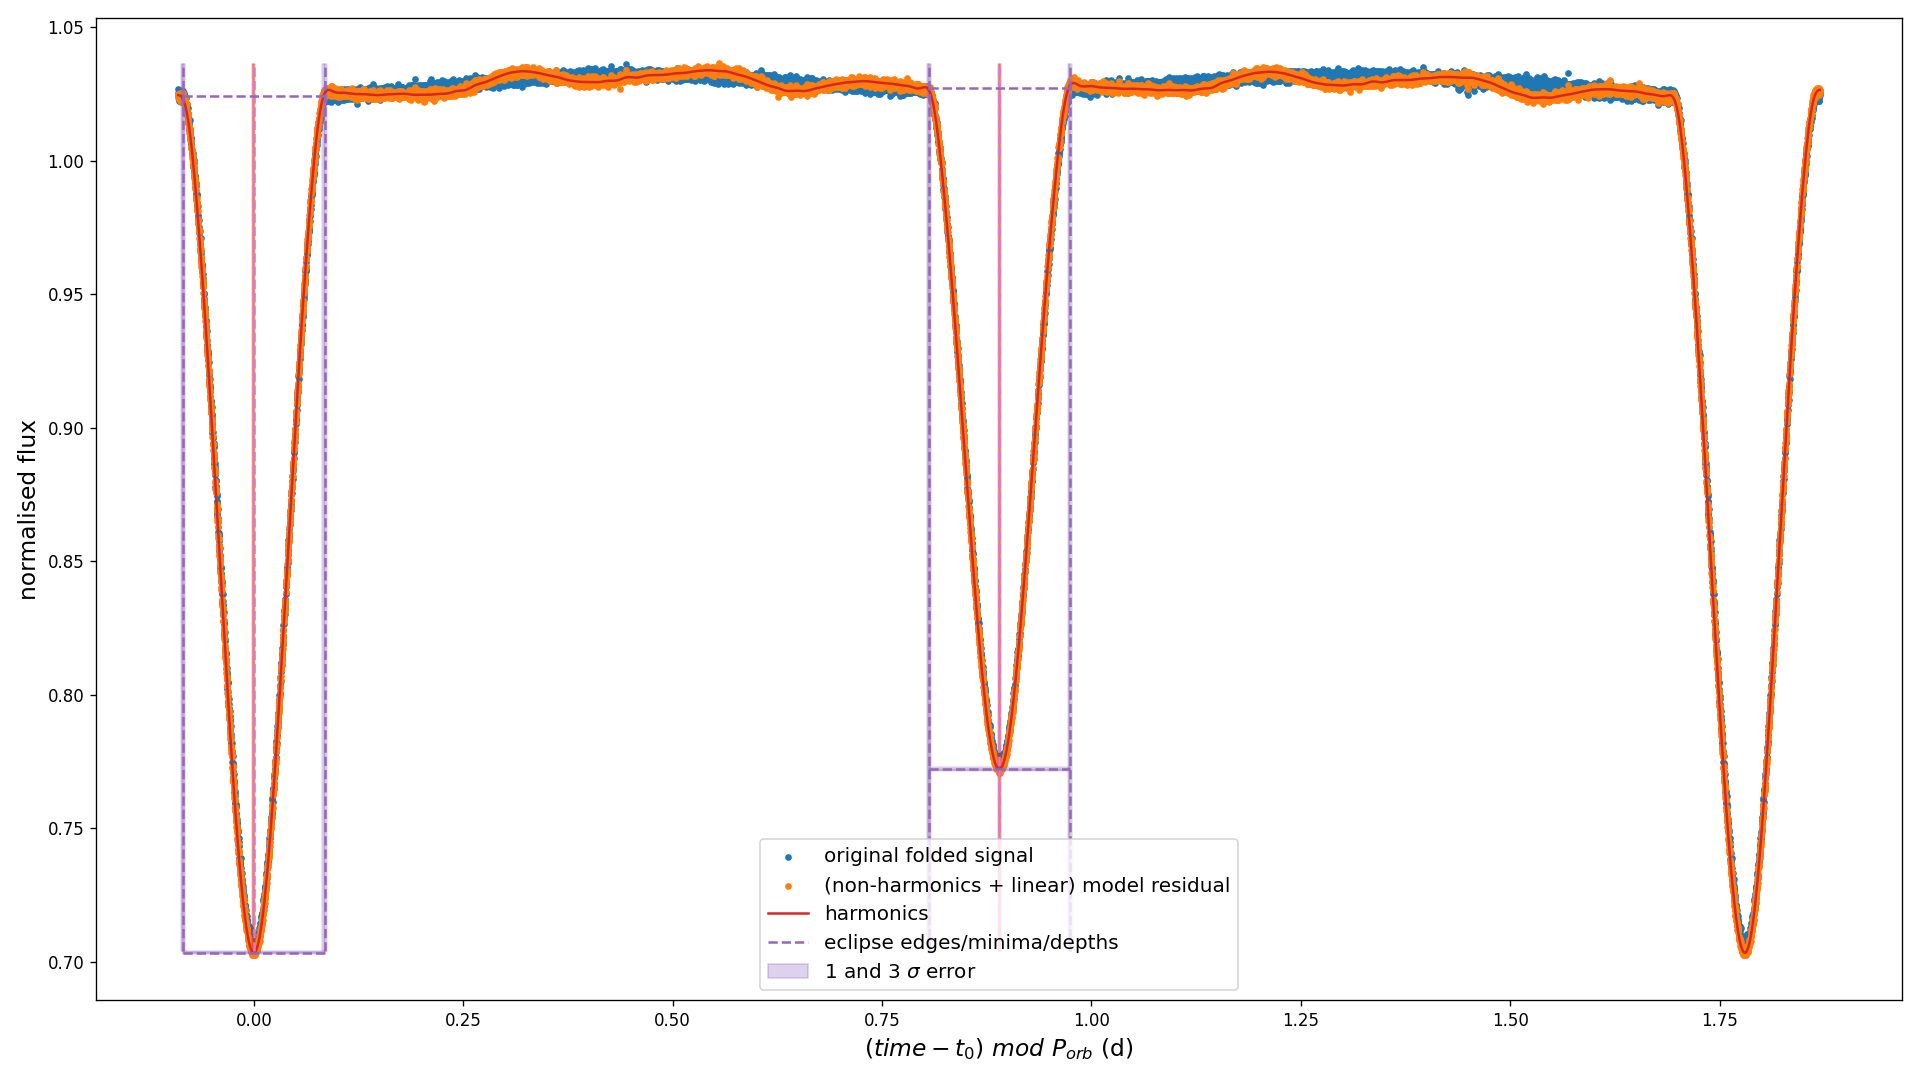 normalised flux
1.05
1.00
0.95
0.90
0.85
0.80
0.75
0.70
original folded signal
(non-harmonics + linear) model residual
harmonics
eclipse edges/minima/depths
1 and 3 σ error
0.00 0.25 0.50 0.75 1.00 1.25 1.50 1.75
(time − t₀) mod Pₒᵣb (d)